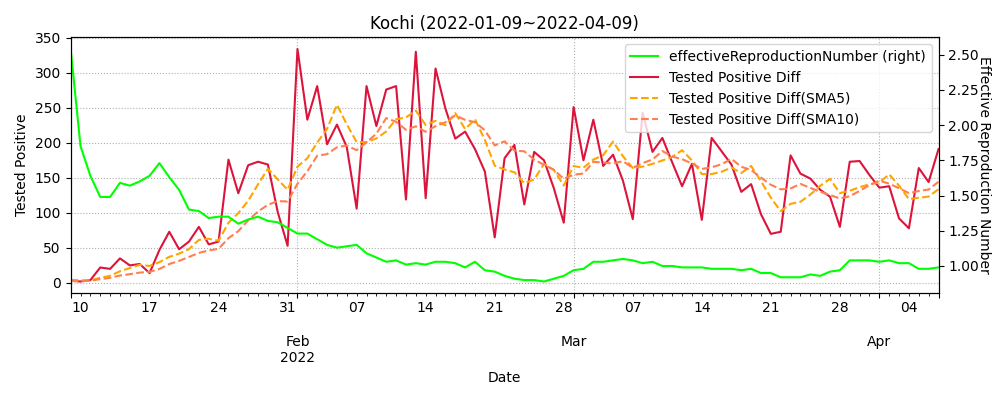 Kochi (2022-01-09~2022-04-09)
effectiveReproductionNumber (right)
Tested Positive Diff
Tested Positive Diff(SMA5)
Tested Positive Diff(SMA10)
Tested Positive
350
300
250
200
150
100
50
0
2.50
2.25
2.00
1.75
1.50
1.25
1.00
Effective Reproduction Number
10 17 24 31 07 14 21 28 07 14 21 28 04
Feb Mar Apr
2022
Date